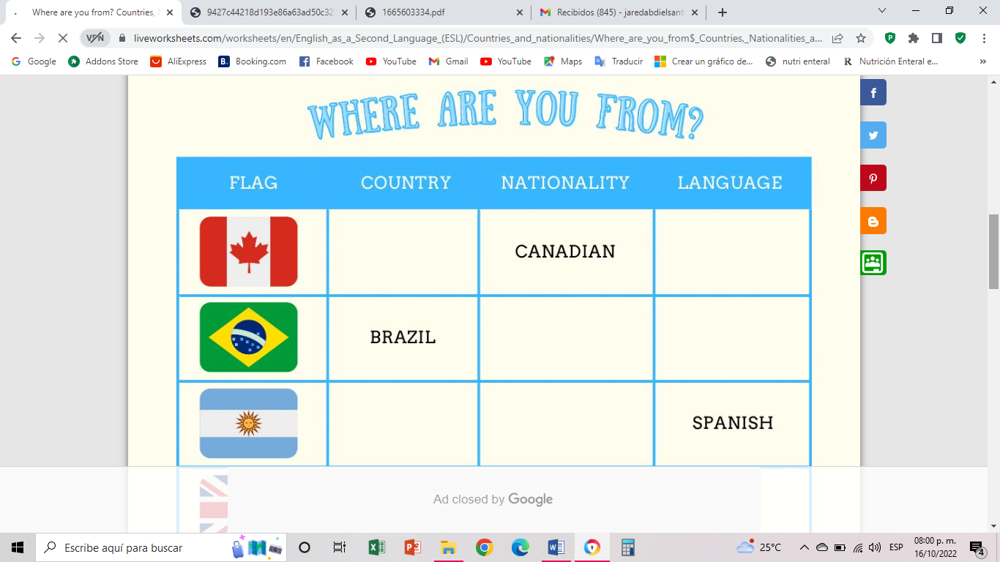 Where are you from? Countries,
9427c44218d193e86a63ad50c32
1665603334.pdf
Recibidos (845) - jaredabdielsant
VPN
liveworksheets.com/worksheets/en/English_as_a_Second_Language_(ESL)/Countries_and_nationalities/Where_are_you_from$_Countries,_Nationalities_a...
Google Addons Store AliExpress B. Booking.com Facebook YouTube Gmail YouTube Maps Traducir Crear un gráfico de... nutri enteral R Nutrición Enteral e... »
WHERE ARE YOU FROM?
FLAG COUNTRY NATIONALITY LANGUAGE
CANADIAN
BRAZIL
SPANISH
Ad closed by Google
Escribe aquí para buscar
25°C
ESP
08:00 p. m.
16/10/2022
4